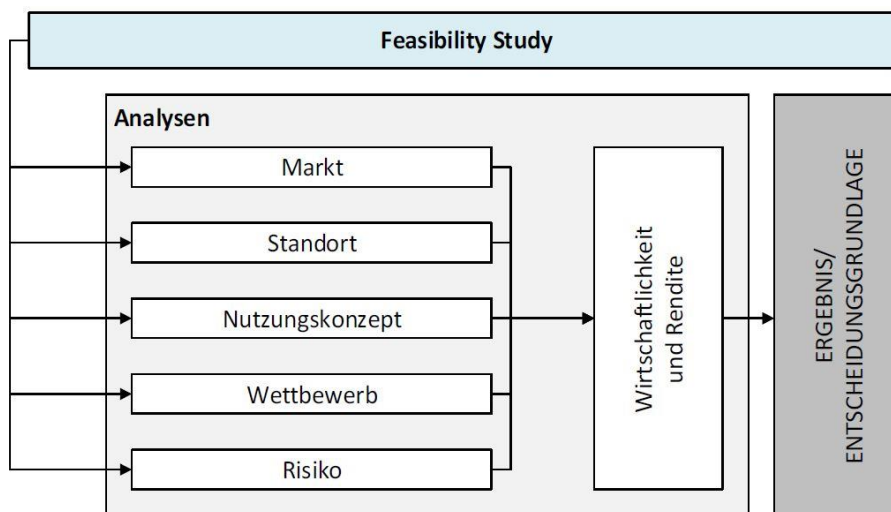 Feasibility Study
Analysen
Markt
Standort
Nutzungskonzept
Wettbewerb
Risiko
Wirtschaftlichkeit
und Rendite
ERGEBNIS/
ENTSCHEIDUNGSGRUNDLAGE